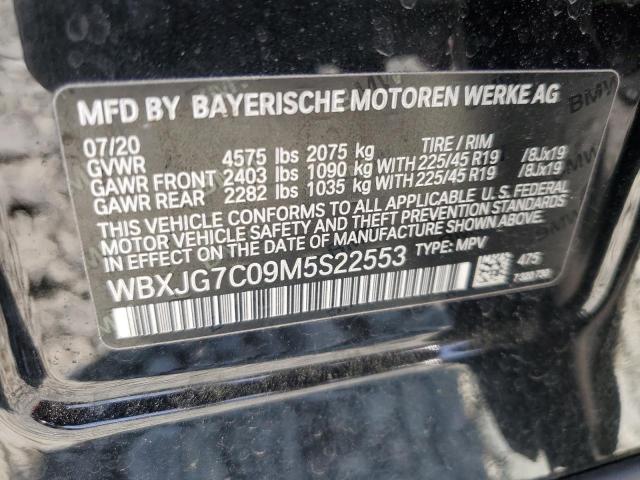 MFD BY BAYERISCHE MOTOREN WERKE AG
07/20 TIRE / RIM
GVWR 4575 lbs 2075 kg
GAWR FRONT 2403 lbs 1090 kg WITH 225/45 R19 /8Jx19
GAWR REAR 2282 lbs 1035 kg WITH 225/45 R19 /8Jx19
THIS VEHICLE CONFORMS TO ALL APPLICABLE U.S. FEDERAL
MOTOR VEHICLE SAFETY AND THEFT PREVENTION STANDARDS
IN EFFECT ON THE DATE OF MANUFACTURE SHOWN ABOVE.
WBXJG7C09M5S22553 TYPE: MPV
475
BMW